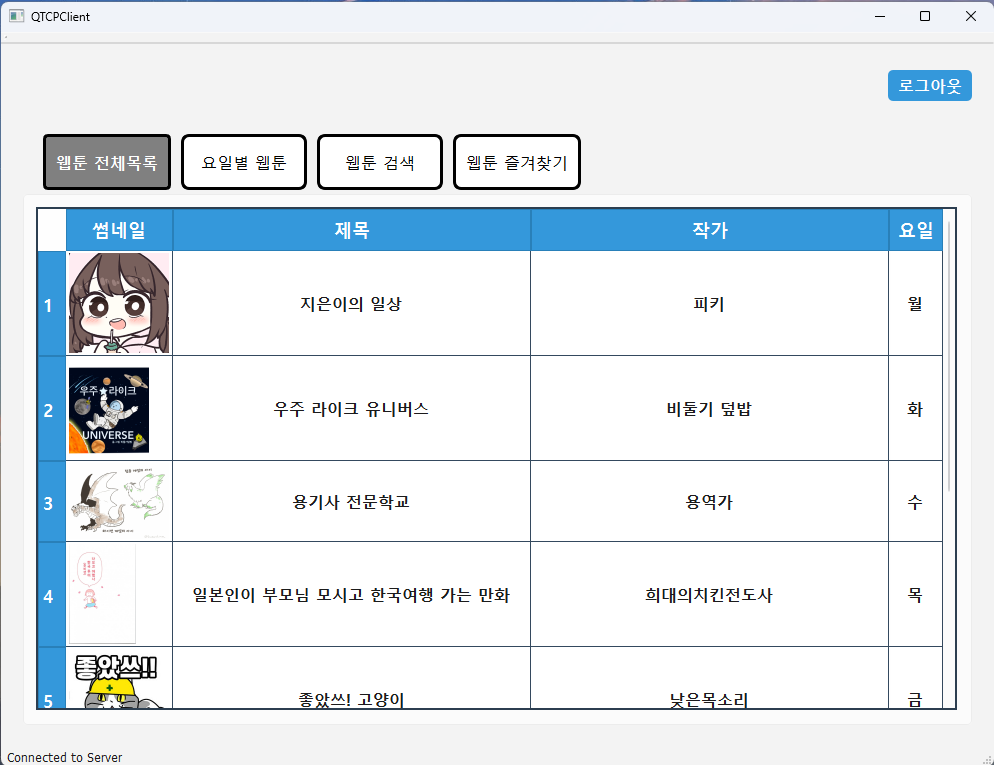 QTCPClient
로그아웃
웹툰 전체목록 요일별 웹툰 웹툰 검색 웹툰 즐겨찾기
썸네일 제목 작가 요일
1 지은이의 일상 피키 월
우주★라이크
2 우주 라이크 유니버스 비둘기 덮밥 화
UNIVERSE
3 용기사 전문학교 용역가 수
4 일본인이 부모님 모시고 한국여행 가는 만화 희대의치킨전도사 목
좋았쓰!!
5 좋았쓰! 고양이 낮은목소리 금
Connected to Server